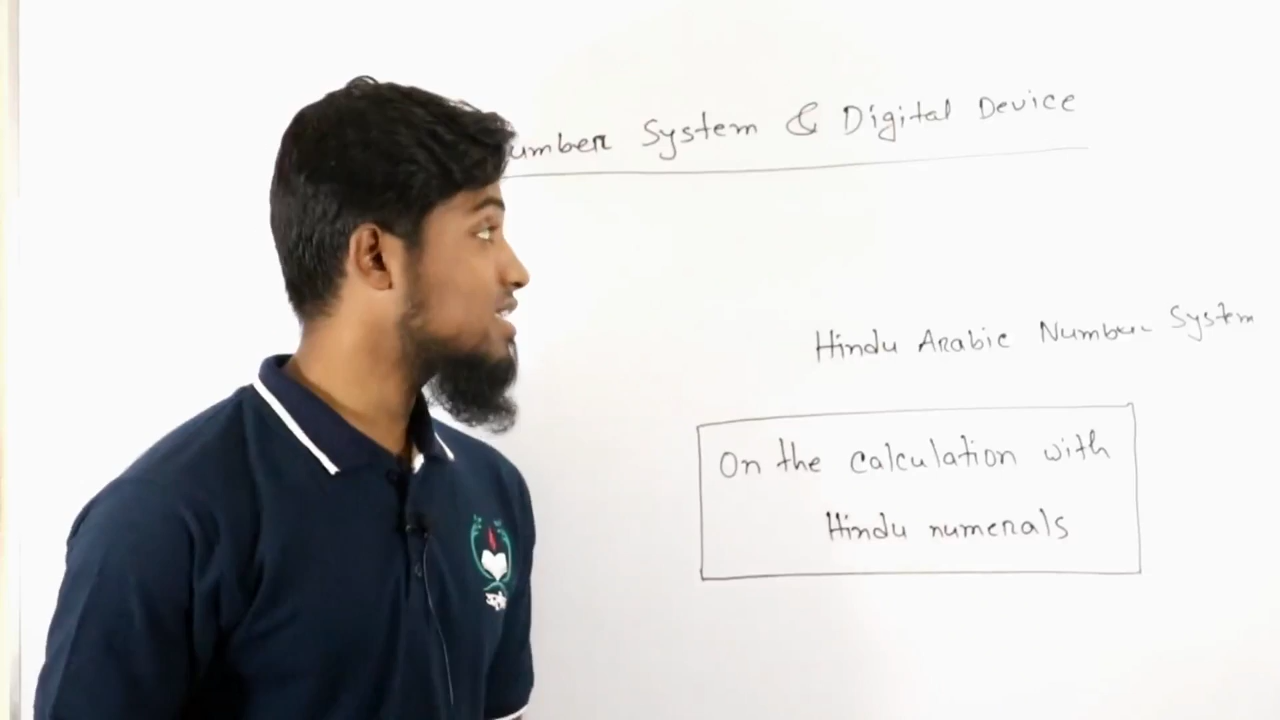 umber System & Digital Device
Hindu Arabic Number System
On the calculation with
Hindu numerals